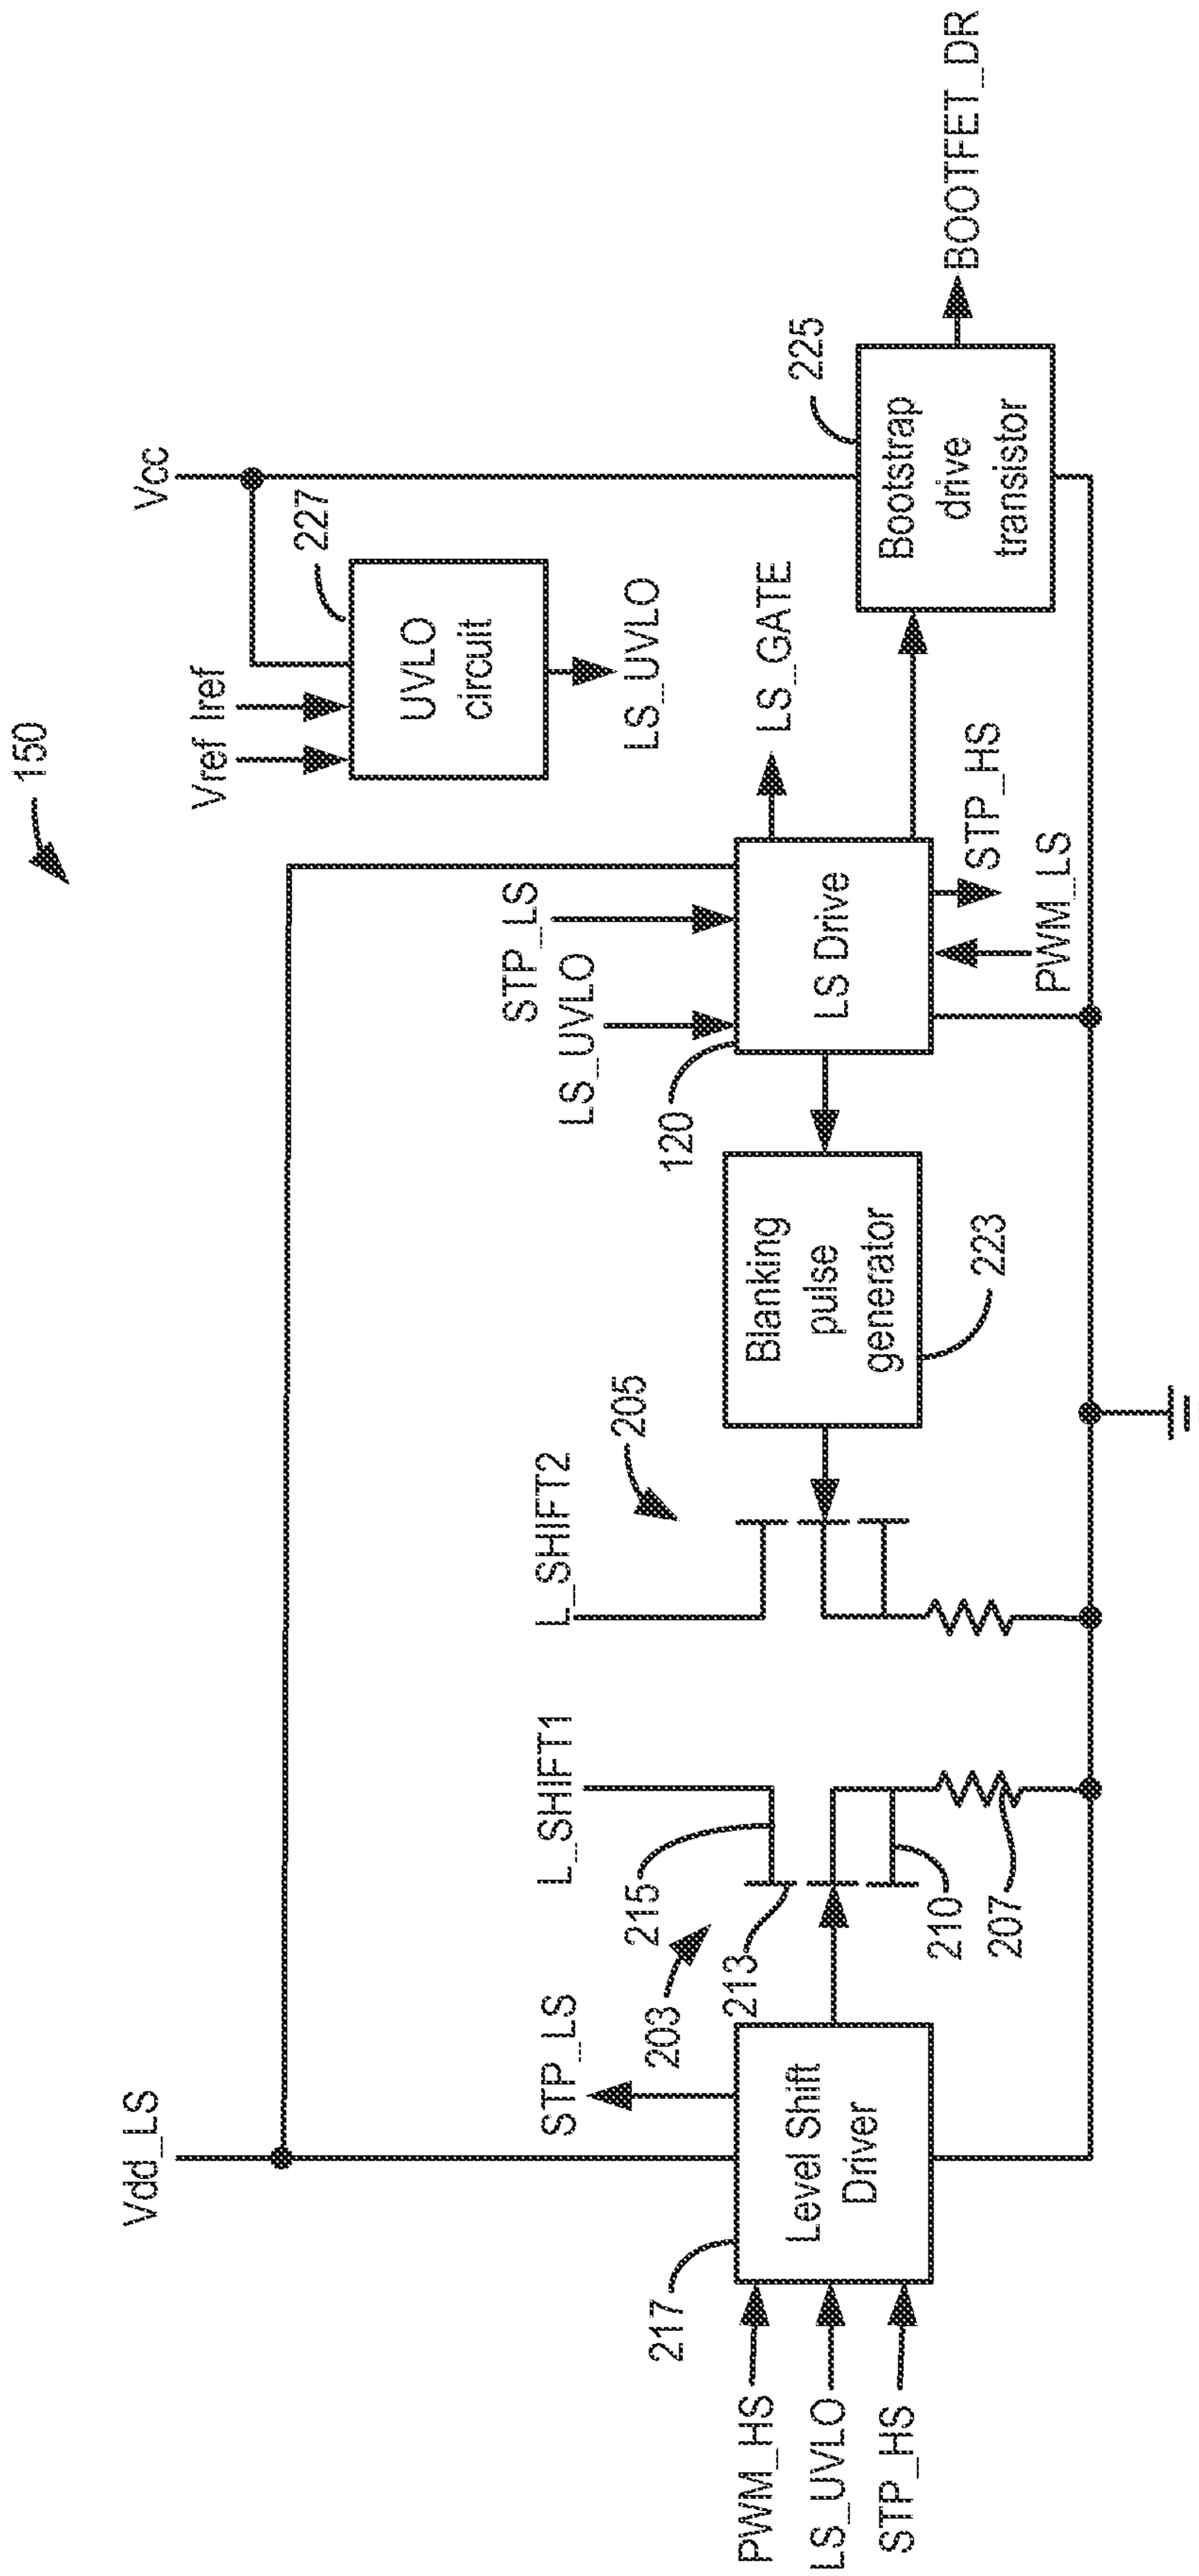 150
Vdd_LS
Vcc
Vref
Iref
227
UVLO
circuit
LS_UVLO
STP_LS
L_SHIFT1
L_SHIFT2
205
STP_LS
LS_UVLO
120
LS_GATE
225
217
203
215
213
PWM_HS
LS_UVLO
STP_HS
Level Shift
Driver
210
207
Blanking
pulse
generator
223
LS Drive
STP_HS
PWM_LS
Bootstrap
drive
transistor
BOOTFET_DR